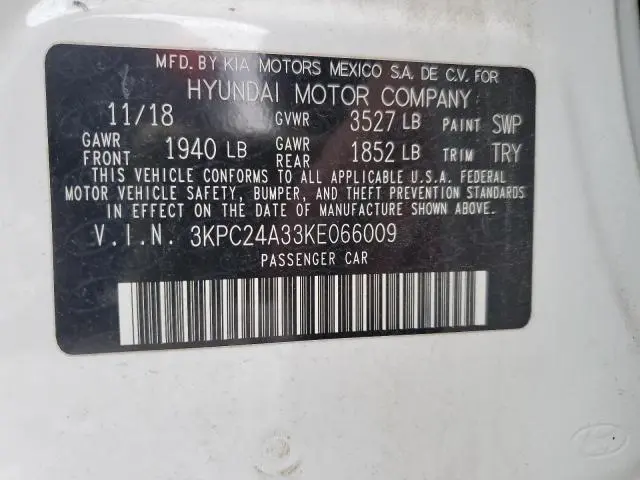 MFD. BY KIA MOTORS MEXICO S.A. DE C.V. FOR
HYUNDAI MOTOR COMPANY
11/18 GVWR 3527 LB PAINT SWP
GAWR FRONT 1940 LB GAWR REAR 1852 LB TRIM TRY
THIS VEHICLE CONFORMS TO ALL APPLICABLE U.S.A. FEDERAL
MOTOR VEHICLE SAFETY, BUMPER, AND THEFT PREVENTION STANDARDS
IN EFFECT ON THE DATE OF MANUFACTURE SHOWN ABOVE.
V.I.N. 3KPC24A33KE066009
PASSENGER CAR